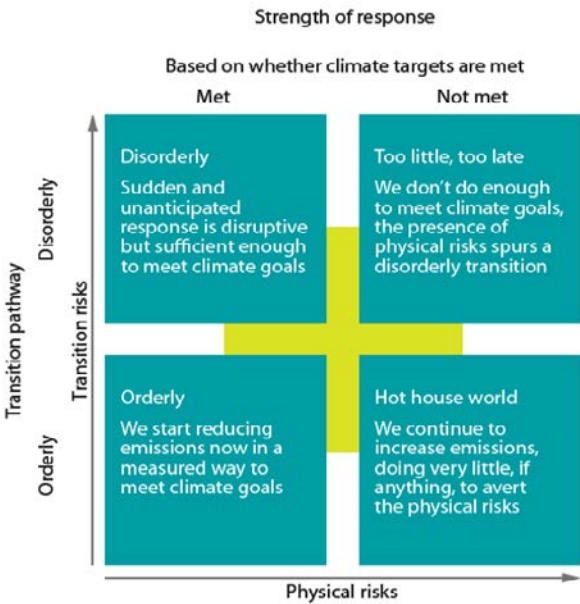 Strength of response
Based on whether climate targets are met
Met
Not met
Transition pathway
Disorderly
Orderly
Transition risks
Disorderly
Sudden and
unanticipated
response is disruptive
but sufficient enough
to meet climate goals
Too little, too late
We don't do enough
to meet climate goals,
the presence of
physical risks spurs a
disorderly transition
Orderly
We start reducing
emissions now in a
measured way to
meet climate goals
Hot house world
We continue to
increase emissions,
doing very little, if
anything, to avert
the physical risks
Physical risks